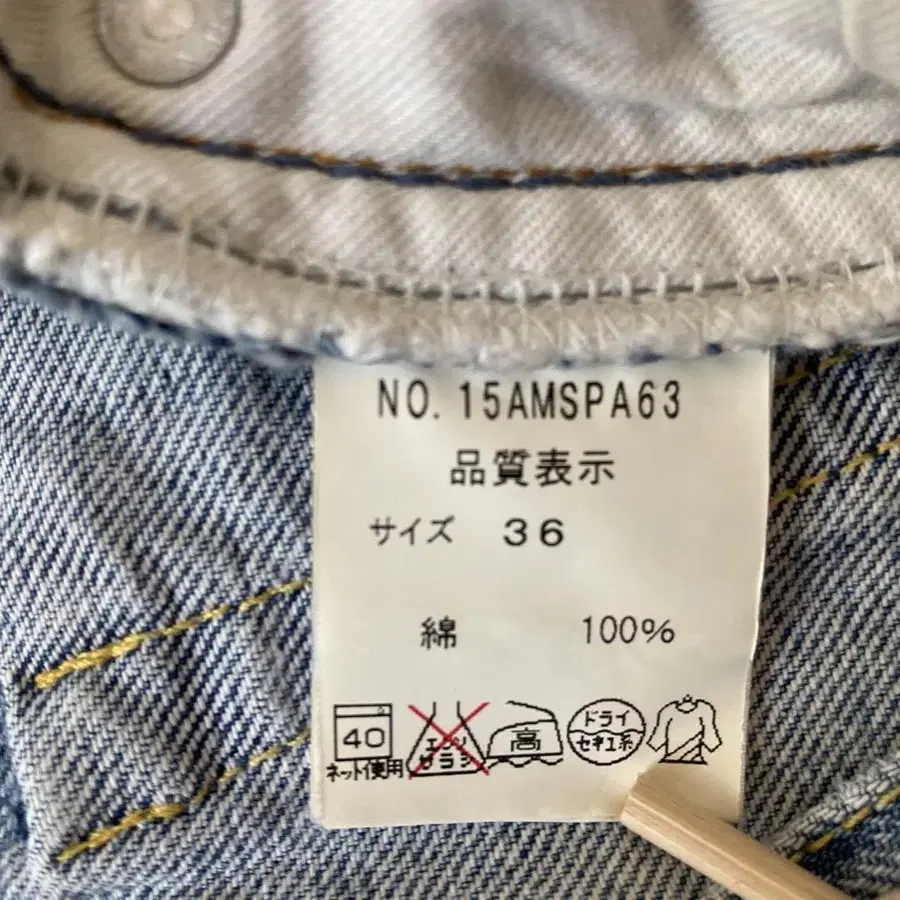 NO. 15AMSPA63
品質表示
サイズ 36
綿 100%
40 エンソ サラシ 高 ドライ セキユ系
ネット使用